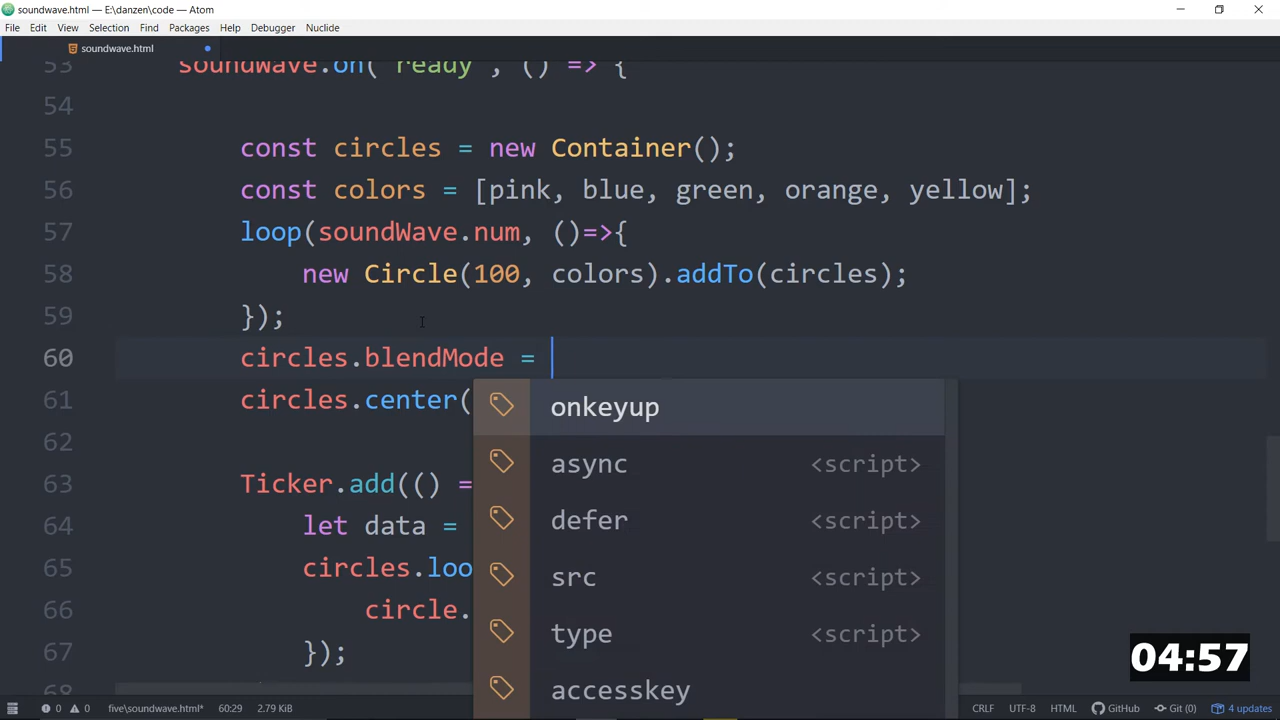 soundwave.html — E:\danzen\code — Atom
File Edit View Selection Find Packages Help Debugger Nuclide
soundwave.html
53 soundWave.on("ready", () => {
54
55 const circles = new Container();
56 const colors = [pink, blue, green, orange, yellow];
57 loop(soundWave.num, ()=>{
58 new Circle(100, colors).addTo(circles);
59 });
60 circles.blendMode =
61 circles.center(
62
63 Ticker.add(() =
64 let data =
65 circles.loo
66 circle.
67 });
68
onkeyup
async <script>
defer <script>
src <script>
type <script>
accesskey
04:57
0 0 five\soundwave.html* 60:29 2.79 KiB CRLF UTF-8 HTML GitHub Git (0) 4 updates